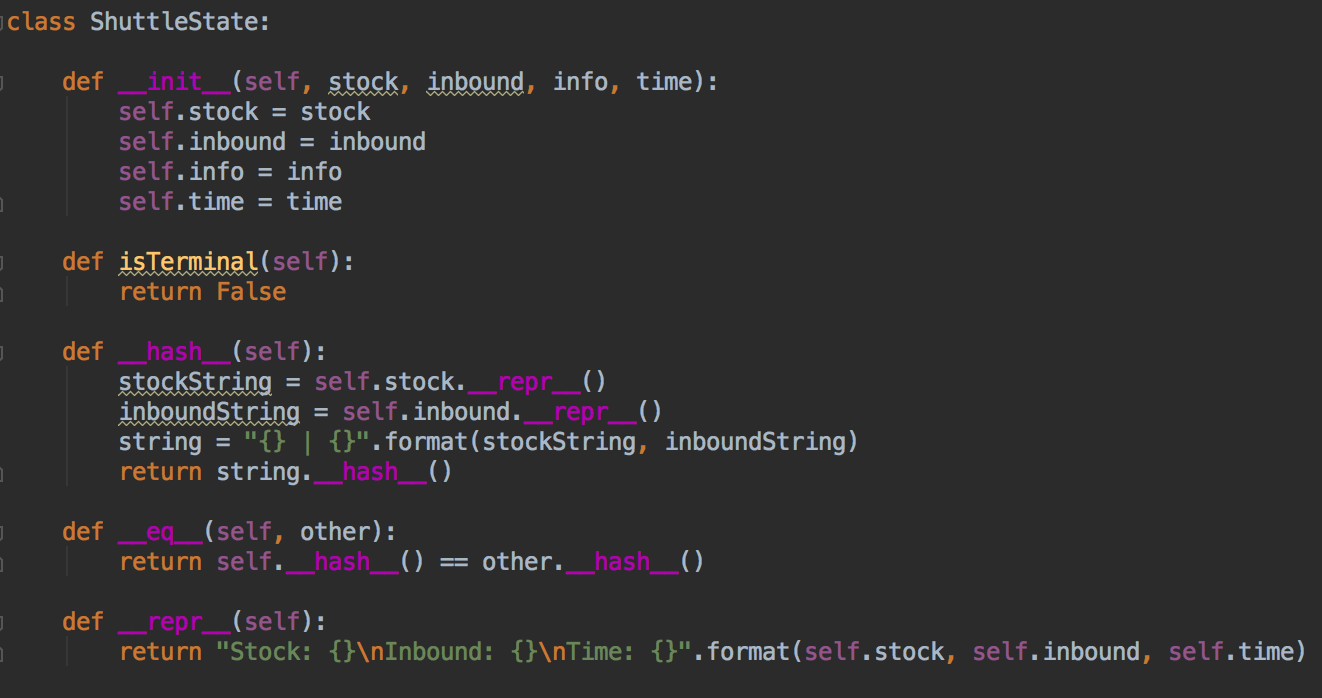 class ShuttleState:
def __init__(self, stock, inbound, info, time):
self.stock = stock
self.inbound = inbound
self.info = info
self.time = time
def isTerminal(self):
return False
def __hash__(self):
stockString = self.stock.__repr__()
inboundString = self.inbound.__repr__()
string = "{} | {}".format(stockString, inboundString)
return string.__hash__()
def __eq__(self, other):
return self.__hash__() == other.__hash__()
def __repr__(self):
return "Stock: {}\nInbound: {}\nTime: {}".format(self.stock, self.inbound, self.time)